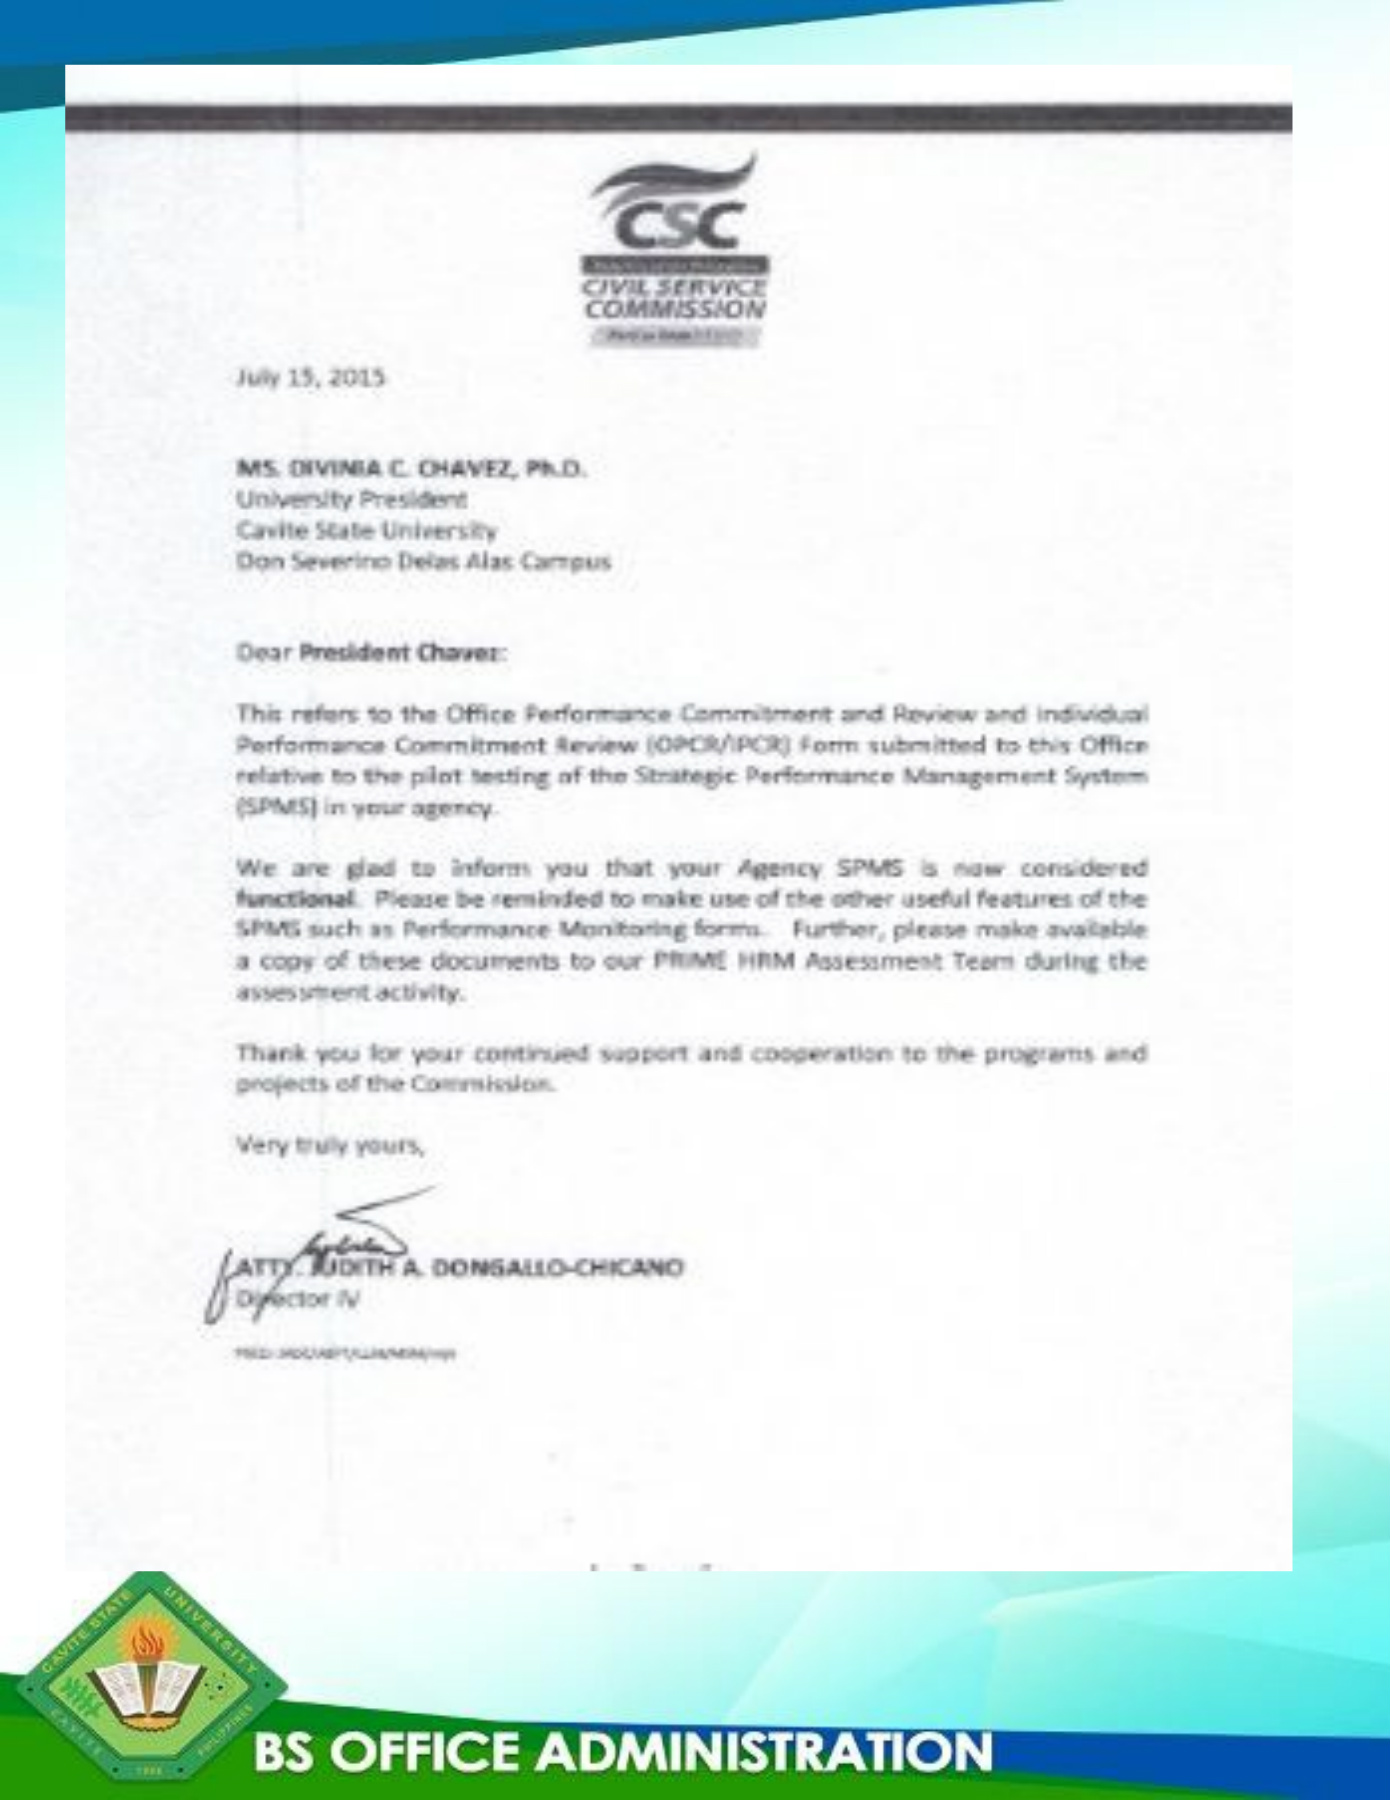 CSC
CIVIL SERVICE
COMMISSION
July 15, 2015
MS. DIVINIA C. CHAVEZ, Ph.D.
University President
Cavite State University
Don Severino Delas Alas Campus
Dear President Chavez:
This refers to the Office Performance Commitment and Review and Individual
Performance Commitment Review (OPCR/IPCR) Form submitted to this Office
relative to the pilot testing of the Strategic Performance Management System
(SPMS) in your agency.
We are glad to inform you that your Agency SPMS is now considered
functional. Please be reminded to make use of the other useful features of the
SPMS such as Performance Monitoring forms. Further, please make available
a copy of these documents to our PRIME HRM Assessment Team during the
assessment activity.
Thank you for your continued support and cooperation to the programs and
projects of the Commission.
Very truly yours,
ATTY. JUDITH A. DONGALLO-CHICANO
Director IV
CAVITE STATE UNIVERSITY
CAVITE PHILIPPINES
BS OFFICE ADMINISTRATION